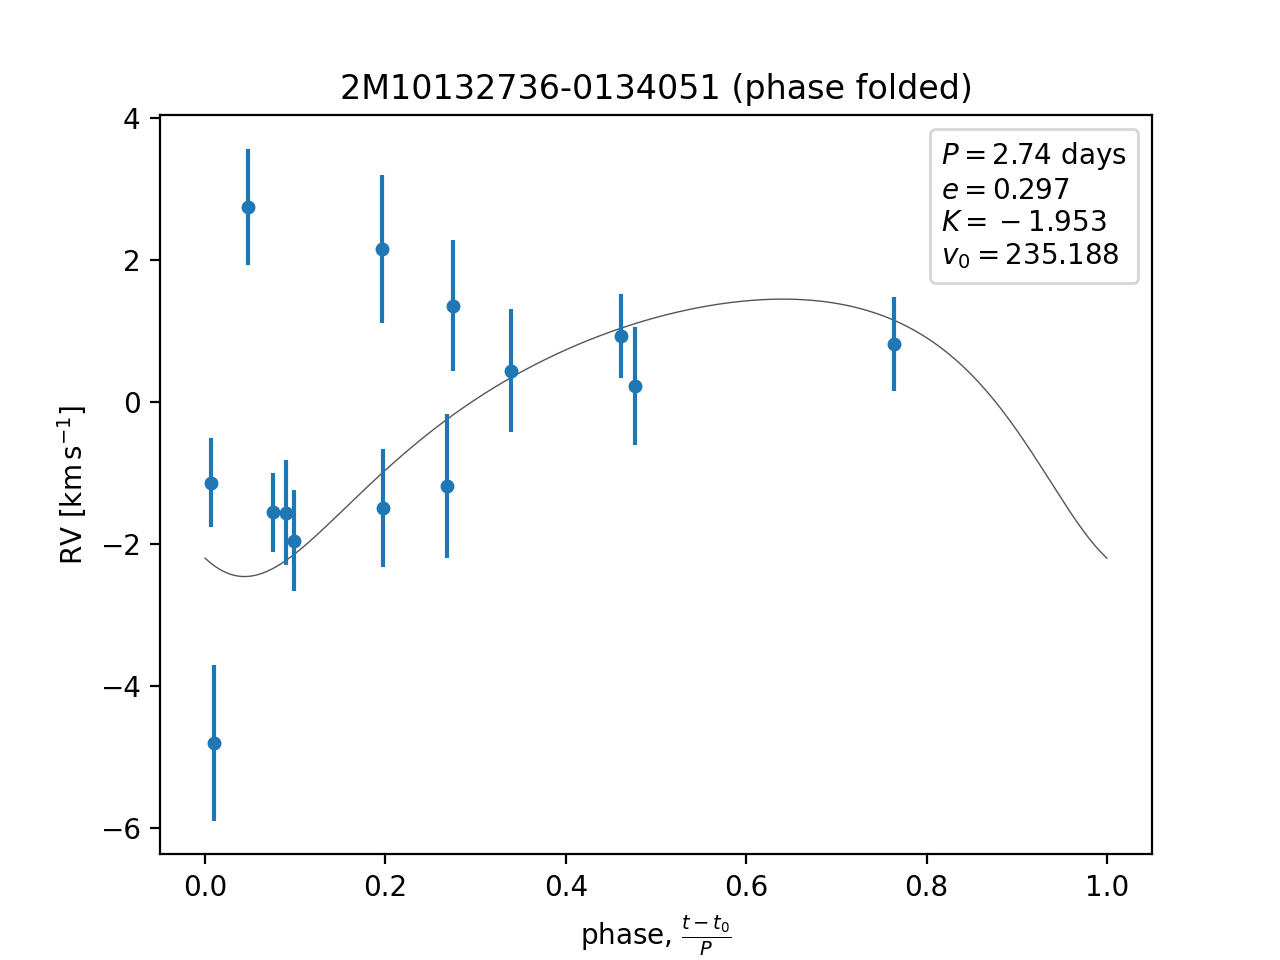 2M10132736-0134051 (phase folded)
P = 2.74 days
e = 0.297
K = −1.953
v₀ = 235.188
4
2
0
−2
−4
−6
RV [km s⁻¹]
0.0 0.2 0.4 0.6 0.8 1.0
phase, (t − t₀)/P